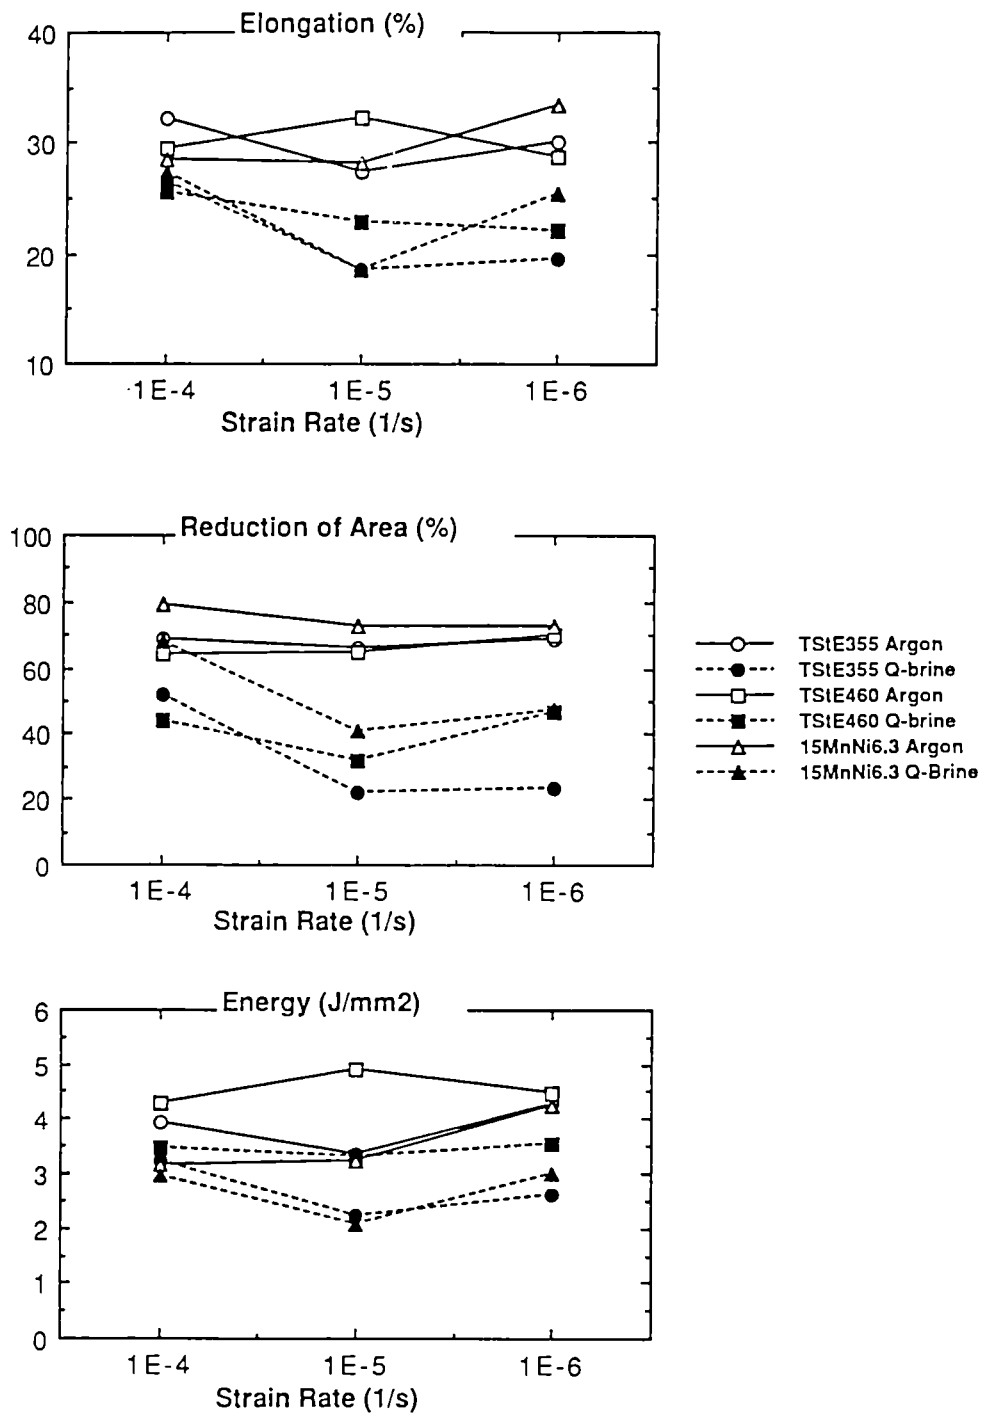 Elongation (%)
40
30
20
10
1E-4 1E-5 1E-6
Strain Rate (1/s)
Reduction of Area (%)
100
80
60
40
20
0
1E-4 1E-5 1E-6
Strain Rate (1/s)
TStE355 Argon
TStE355 Q-brine
TStE460 Argon
TStE460 Q-brine
15MnNi6.3 Argon
15MnNi6.3 Q-Brine
Energy (J/mm2)
6
5
4
3
2
1
0
1E-4 1E-5 1E-6
Strain Rate (1/s)